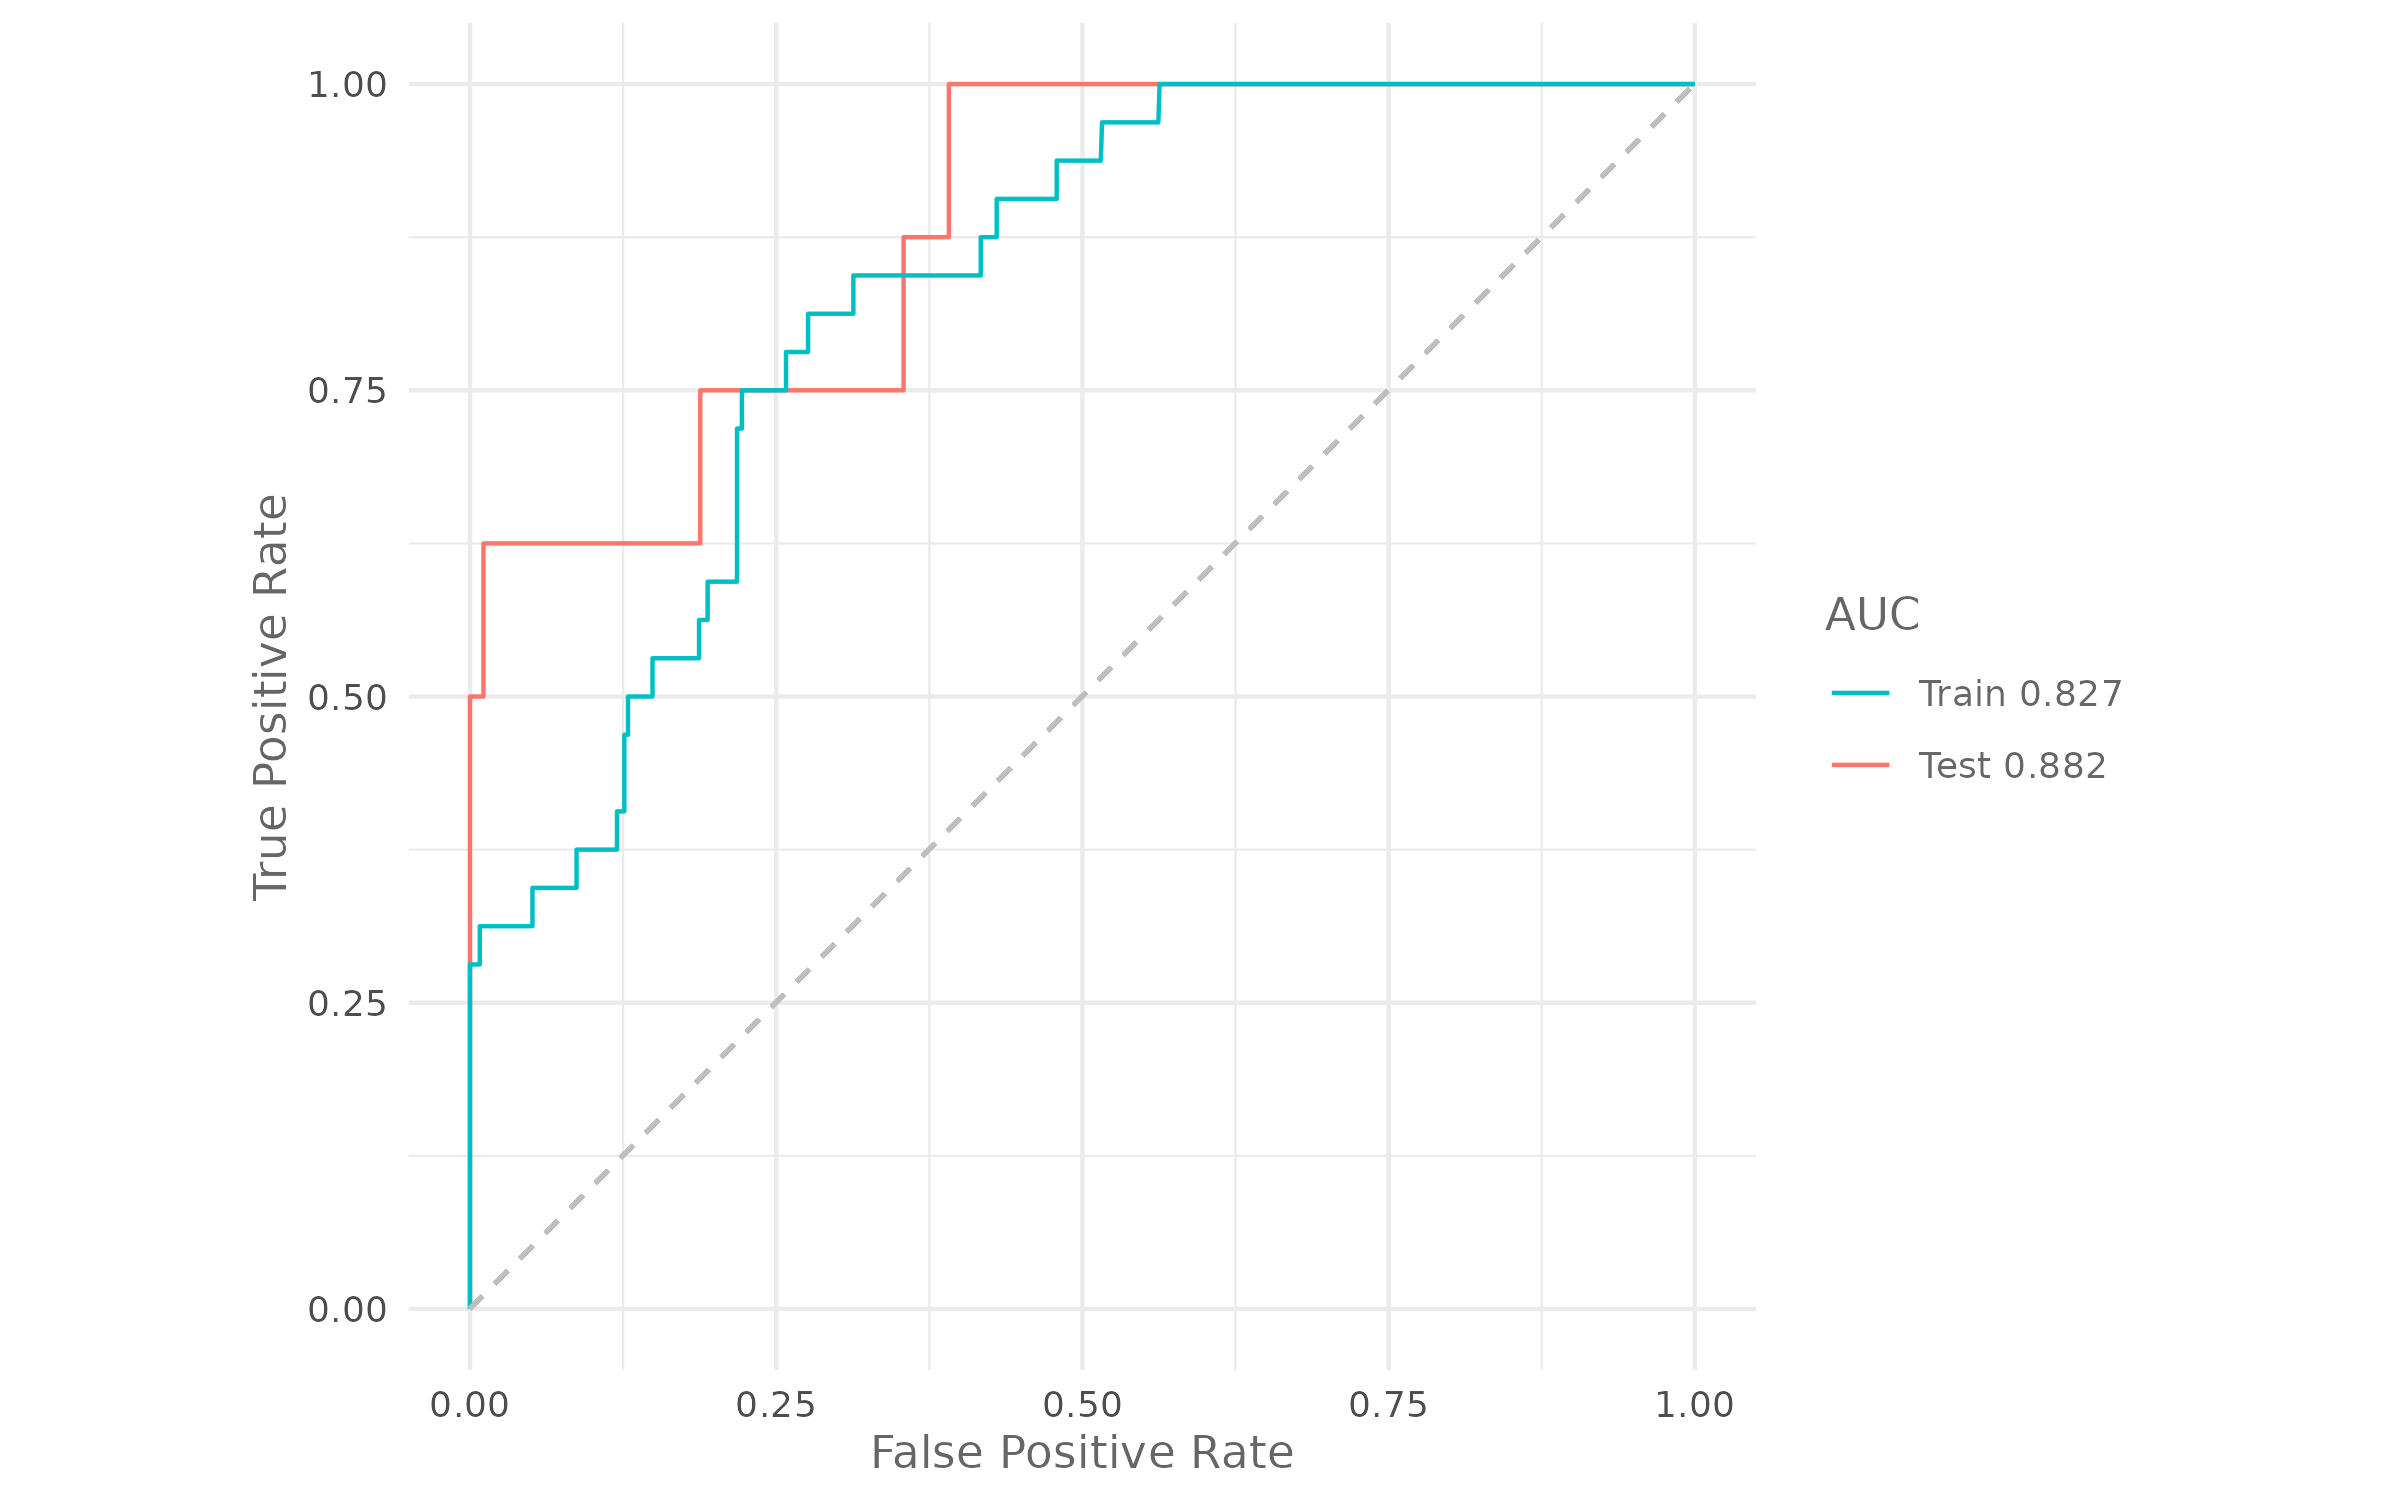 1.00
0.75
0.50
0.25
0.00
True Positive Rate
0.00 0.25 0.50 0.75 1.00
False Positive Rate
AUC
Train 0.827
Test 0.882